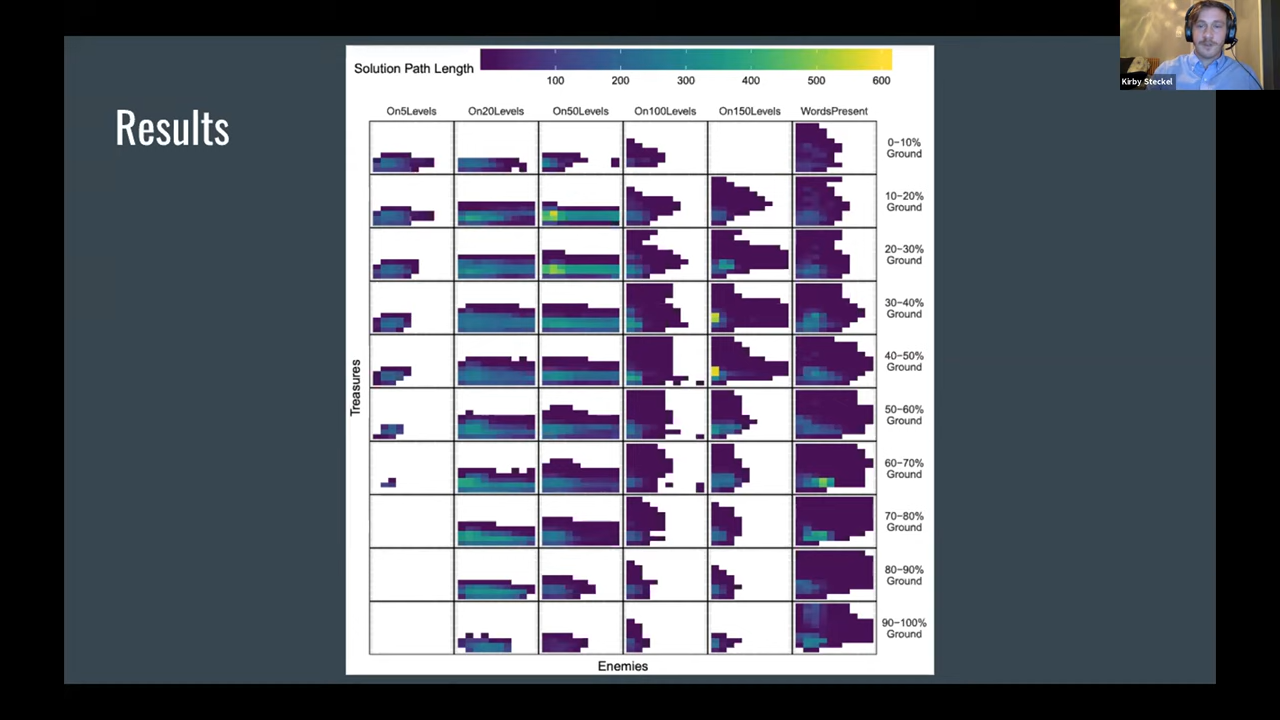 Kirby Steckel
Results
Solution Path Length
100 200 300 400 500 600
On5Levels On20Levels On50Levels On100Levels On150Levels WordsPresent
0-10%
Ground
10-20%
Ground
20-30%
Ground
30-40%
Ground
40-50%
Ground
50-60%
Ground
60-70%
Ground
70-80%
Ground
80-90%
Ground
90-100%
Ground
Treasures
Enemies